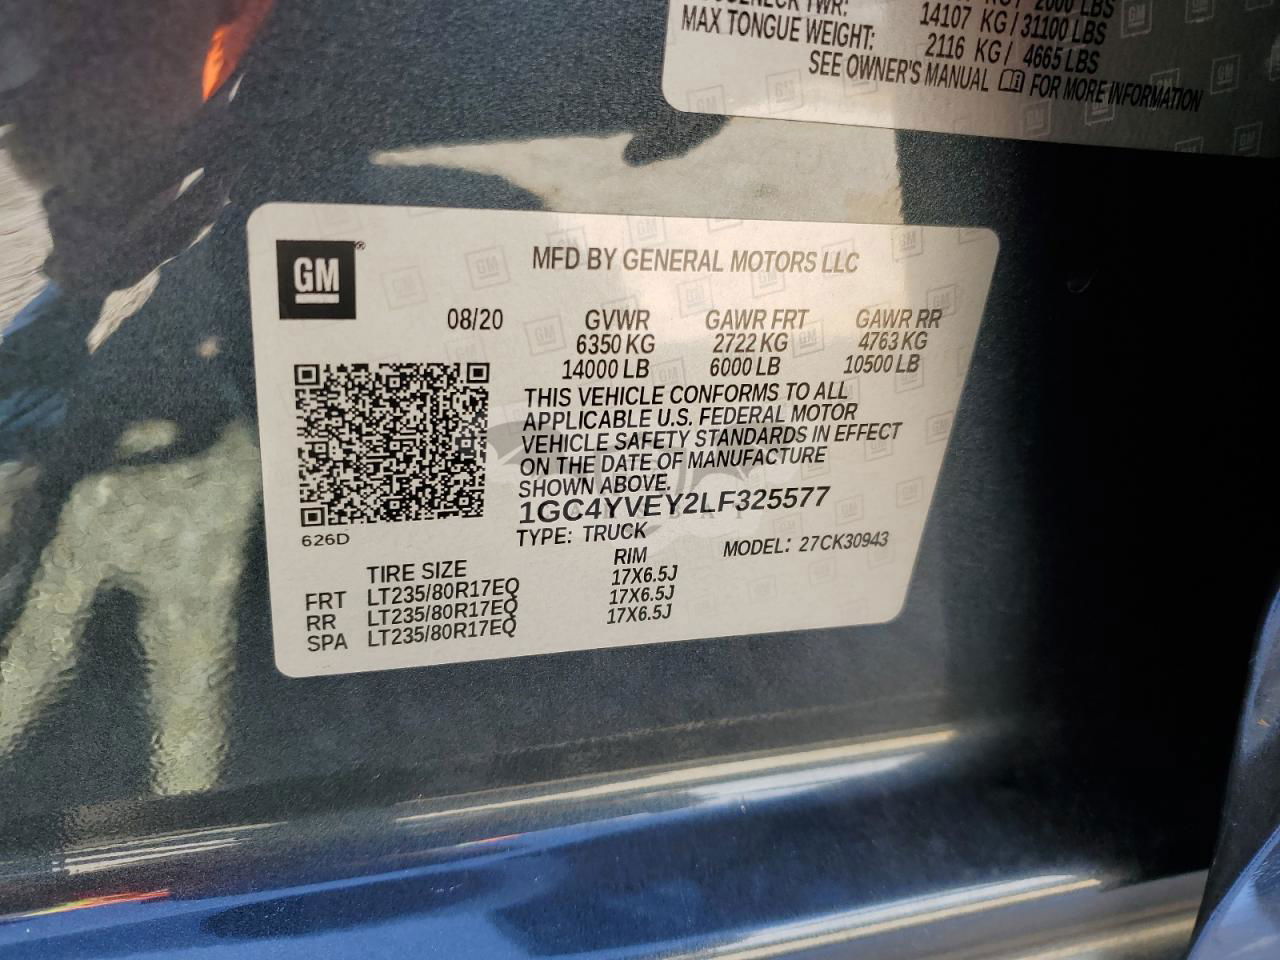 TWR:
2000 LBS
14107 KG/31100 LBS
MAX TONGUE WEIGHT: 2116 KG/ 4665 LBS
SEE OWNER'S MANUAL FOR MORE INFORMATION
GM®
MFD BY GENERAL MOTORS LLC
08/20 GVWR GAWR FRT GAWR RR
6350 KG 2722 KG 4763 KG
14000 LB 6000 LB 10500 LB
THIS VEHICLE CONFORMS TO ALL
APPLICABLE U.S. FEDERAL MOTOR
VEHICLE SAFETY STANDARDS IN EFFECT
ON THE DATE OF MANUFACTURE
SHOWN ABOVE.
1GC4YVEY2LF325577
626D
TYPE: TRUCK MODEL: 27CK30943
TIRE SIZE RIM
FRT LT235/80R17EQ 17X6.5J
RR LT235/80R17EQ 17X6.5J
SPA LT235/80R17EQ 17X6.5J